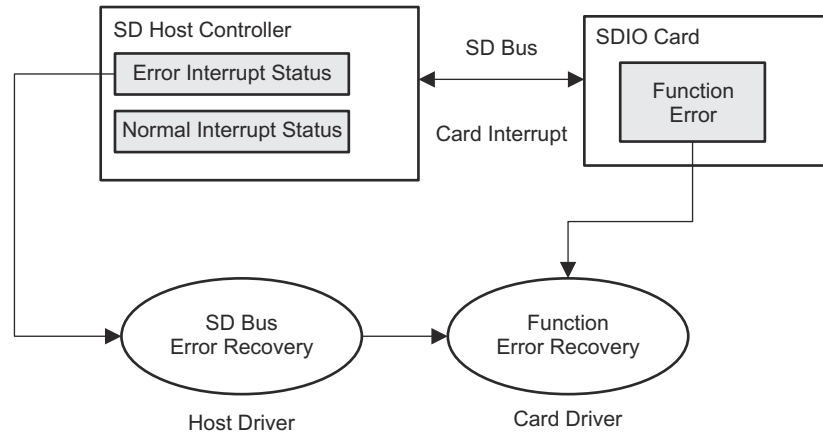 SD Host Controller
Error Interrupt Status
Normal Interrupt Status
SD Bus
Card Interrupt
SDIO Card
Function
Error
SD Bus
Error Recovery
Function
Error Recovery
Host Driver
Card Driver